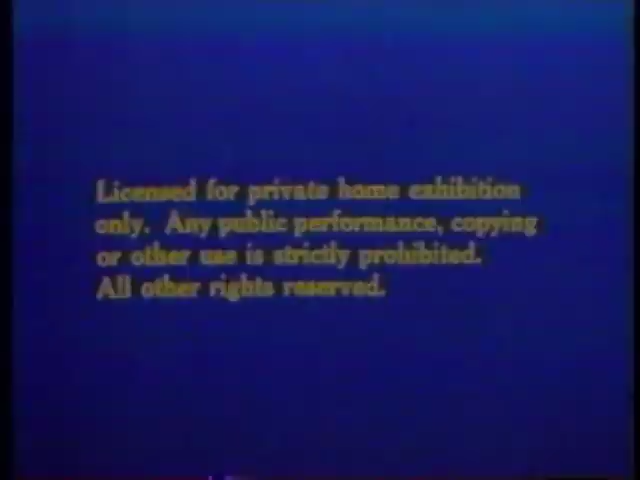 Licensed for private home exhibition
only. Any public performance, copying
or other use is strictly prohibited.
All other rights reserved.